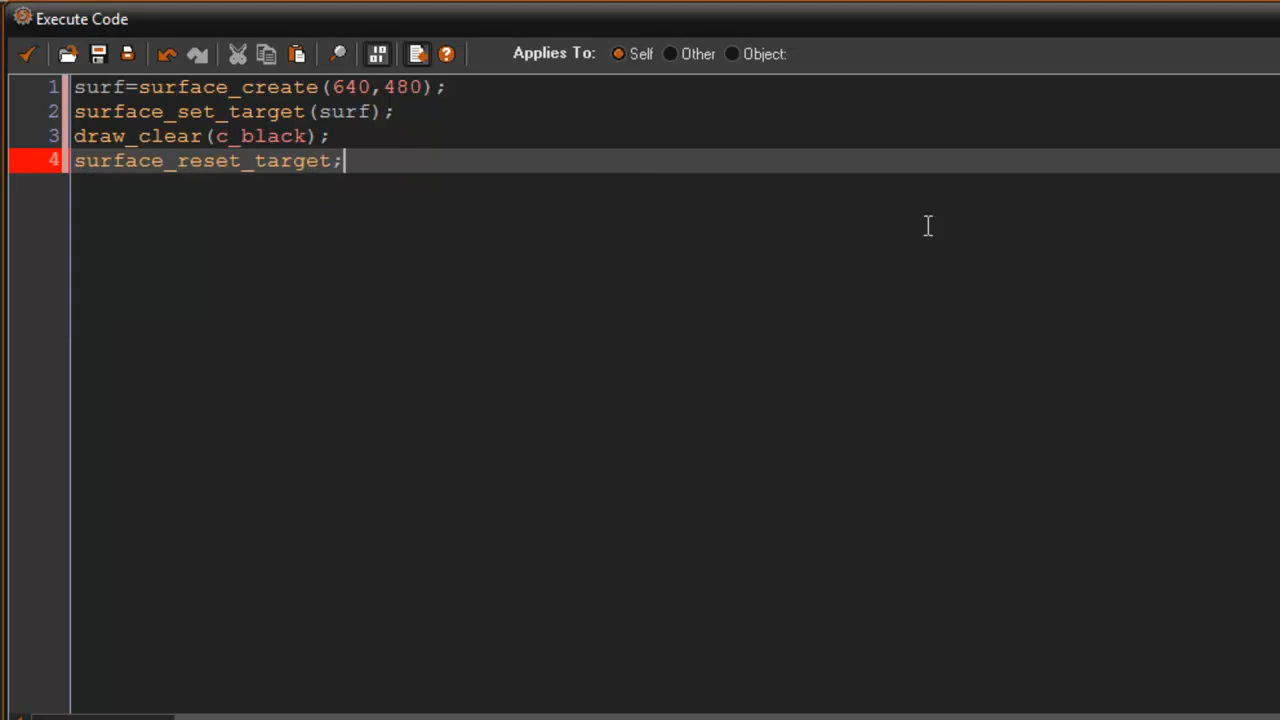 Execute Code
Applies To: Self Other Object:
1 surf=surface_create(640,480);
2 surface_set_target(surf);
3 draw_clear(c_black);
4 surface_reset_target;